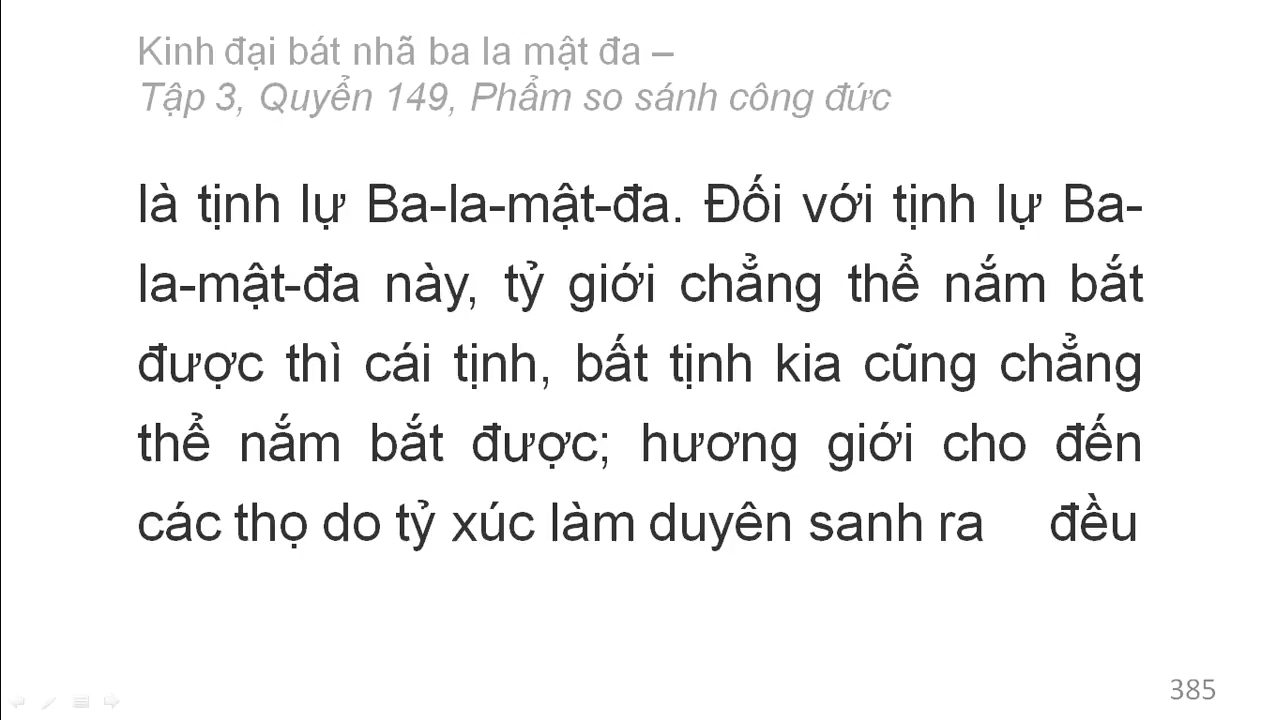 Kinh đại bát nhã ba la mật đa –
Tập 3, Quyển 149, Phẩm so sánh công đức
là tịnh lự Ba-la-mật-đa. Đối với tịnh lự Ba-
la-mật-đa này, tỷ giới chẳng thể nắm bắt
được thì cái tịnh, bất tịnh kia cũng chẳng
thể nắm bắt được; hương giới cho đến
các thọ do tỷ xúc làm duyên sanh ra đều
385